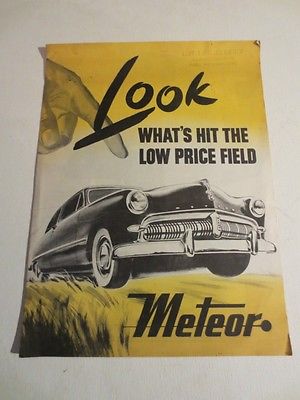 Look
WHAT'S HIT THE
LOW PRICE FIELD
Meteor